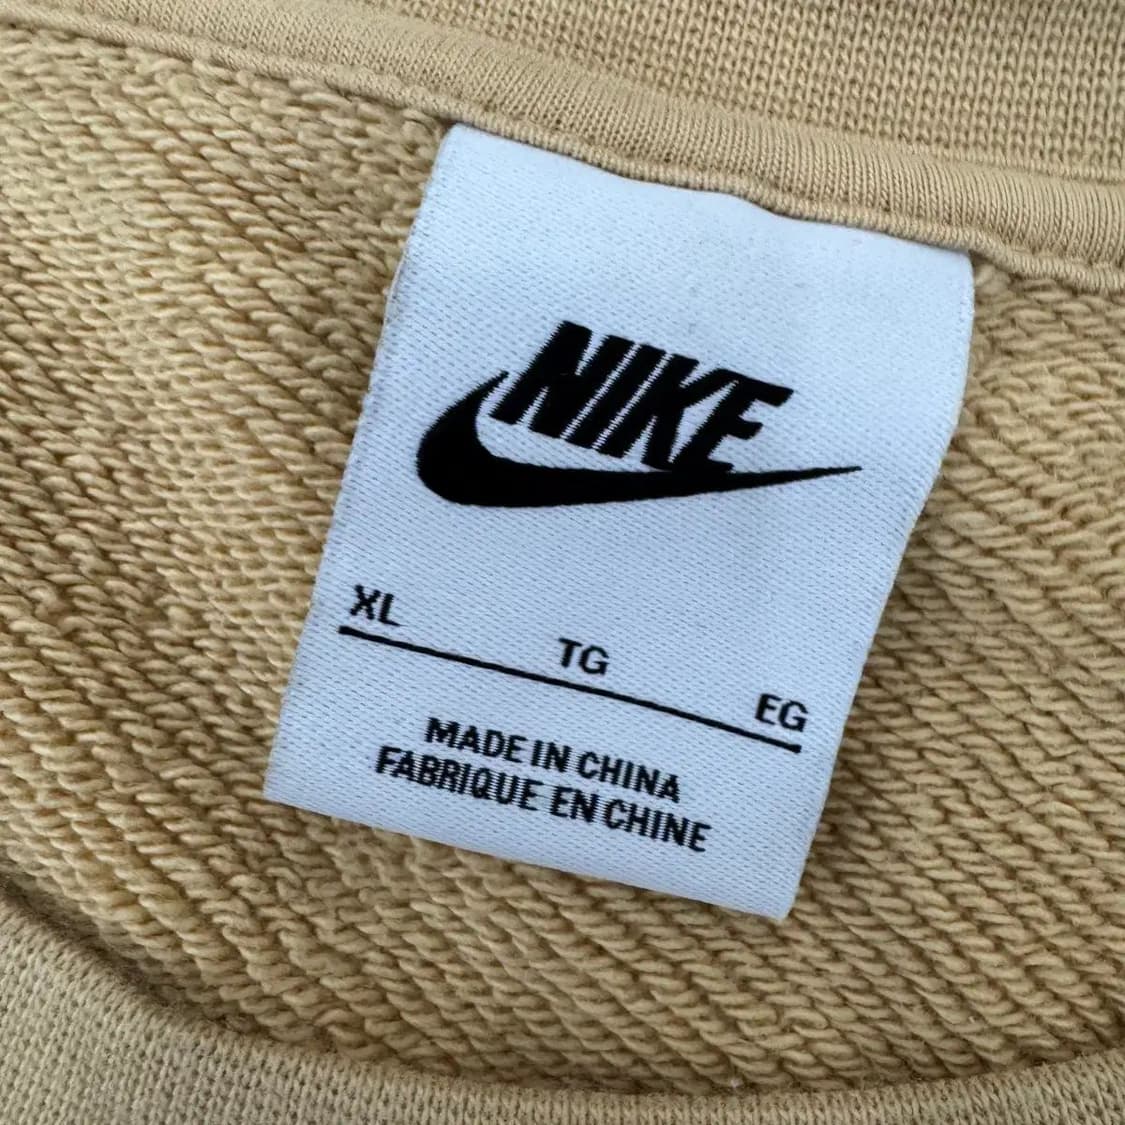 NIKE
XL TG EG
MADE IN CHINA
FABRIQUE EN CHINE